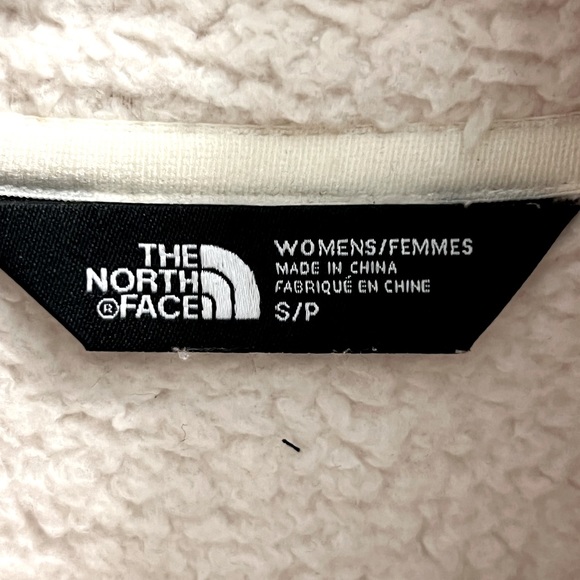 THE
NORTH
®FACE
WOMENS/FEMMES
MADE IN CHINA
FABRIQUÉ EN CHINE
S/P